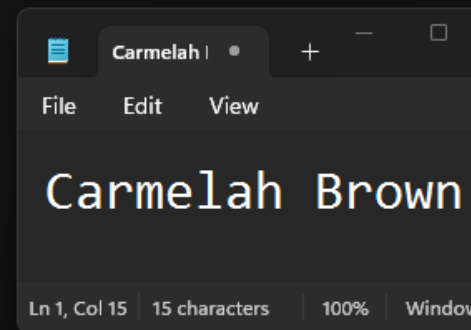 Carmelah
File Edit View
Carmelah Brown
Ln 1, Col 15 15 characters 100% Window